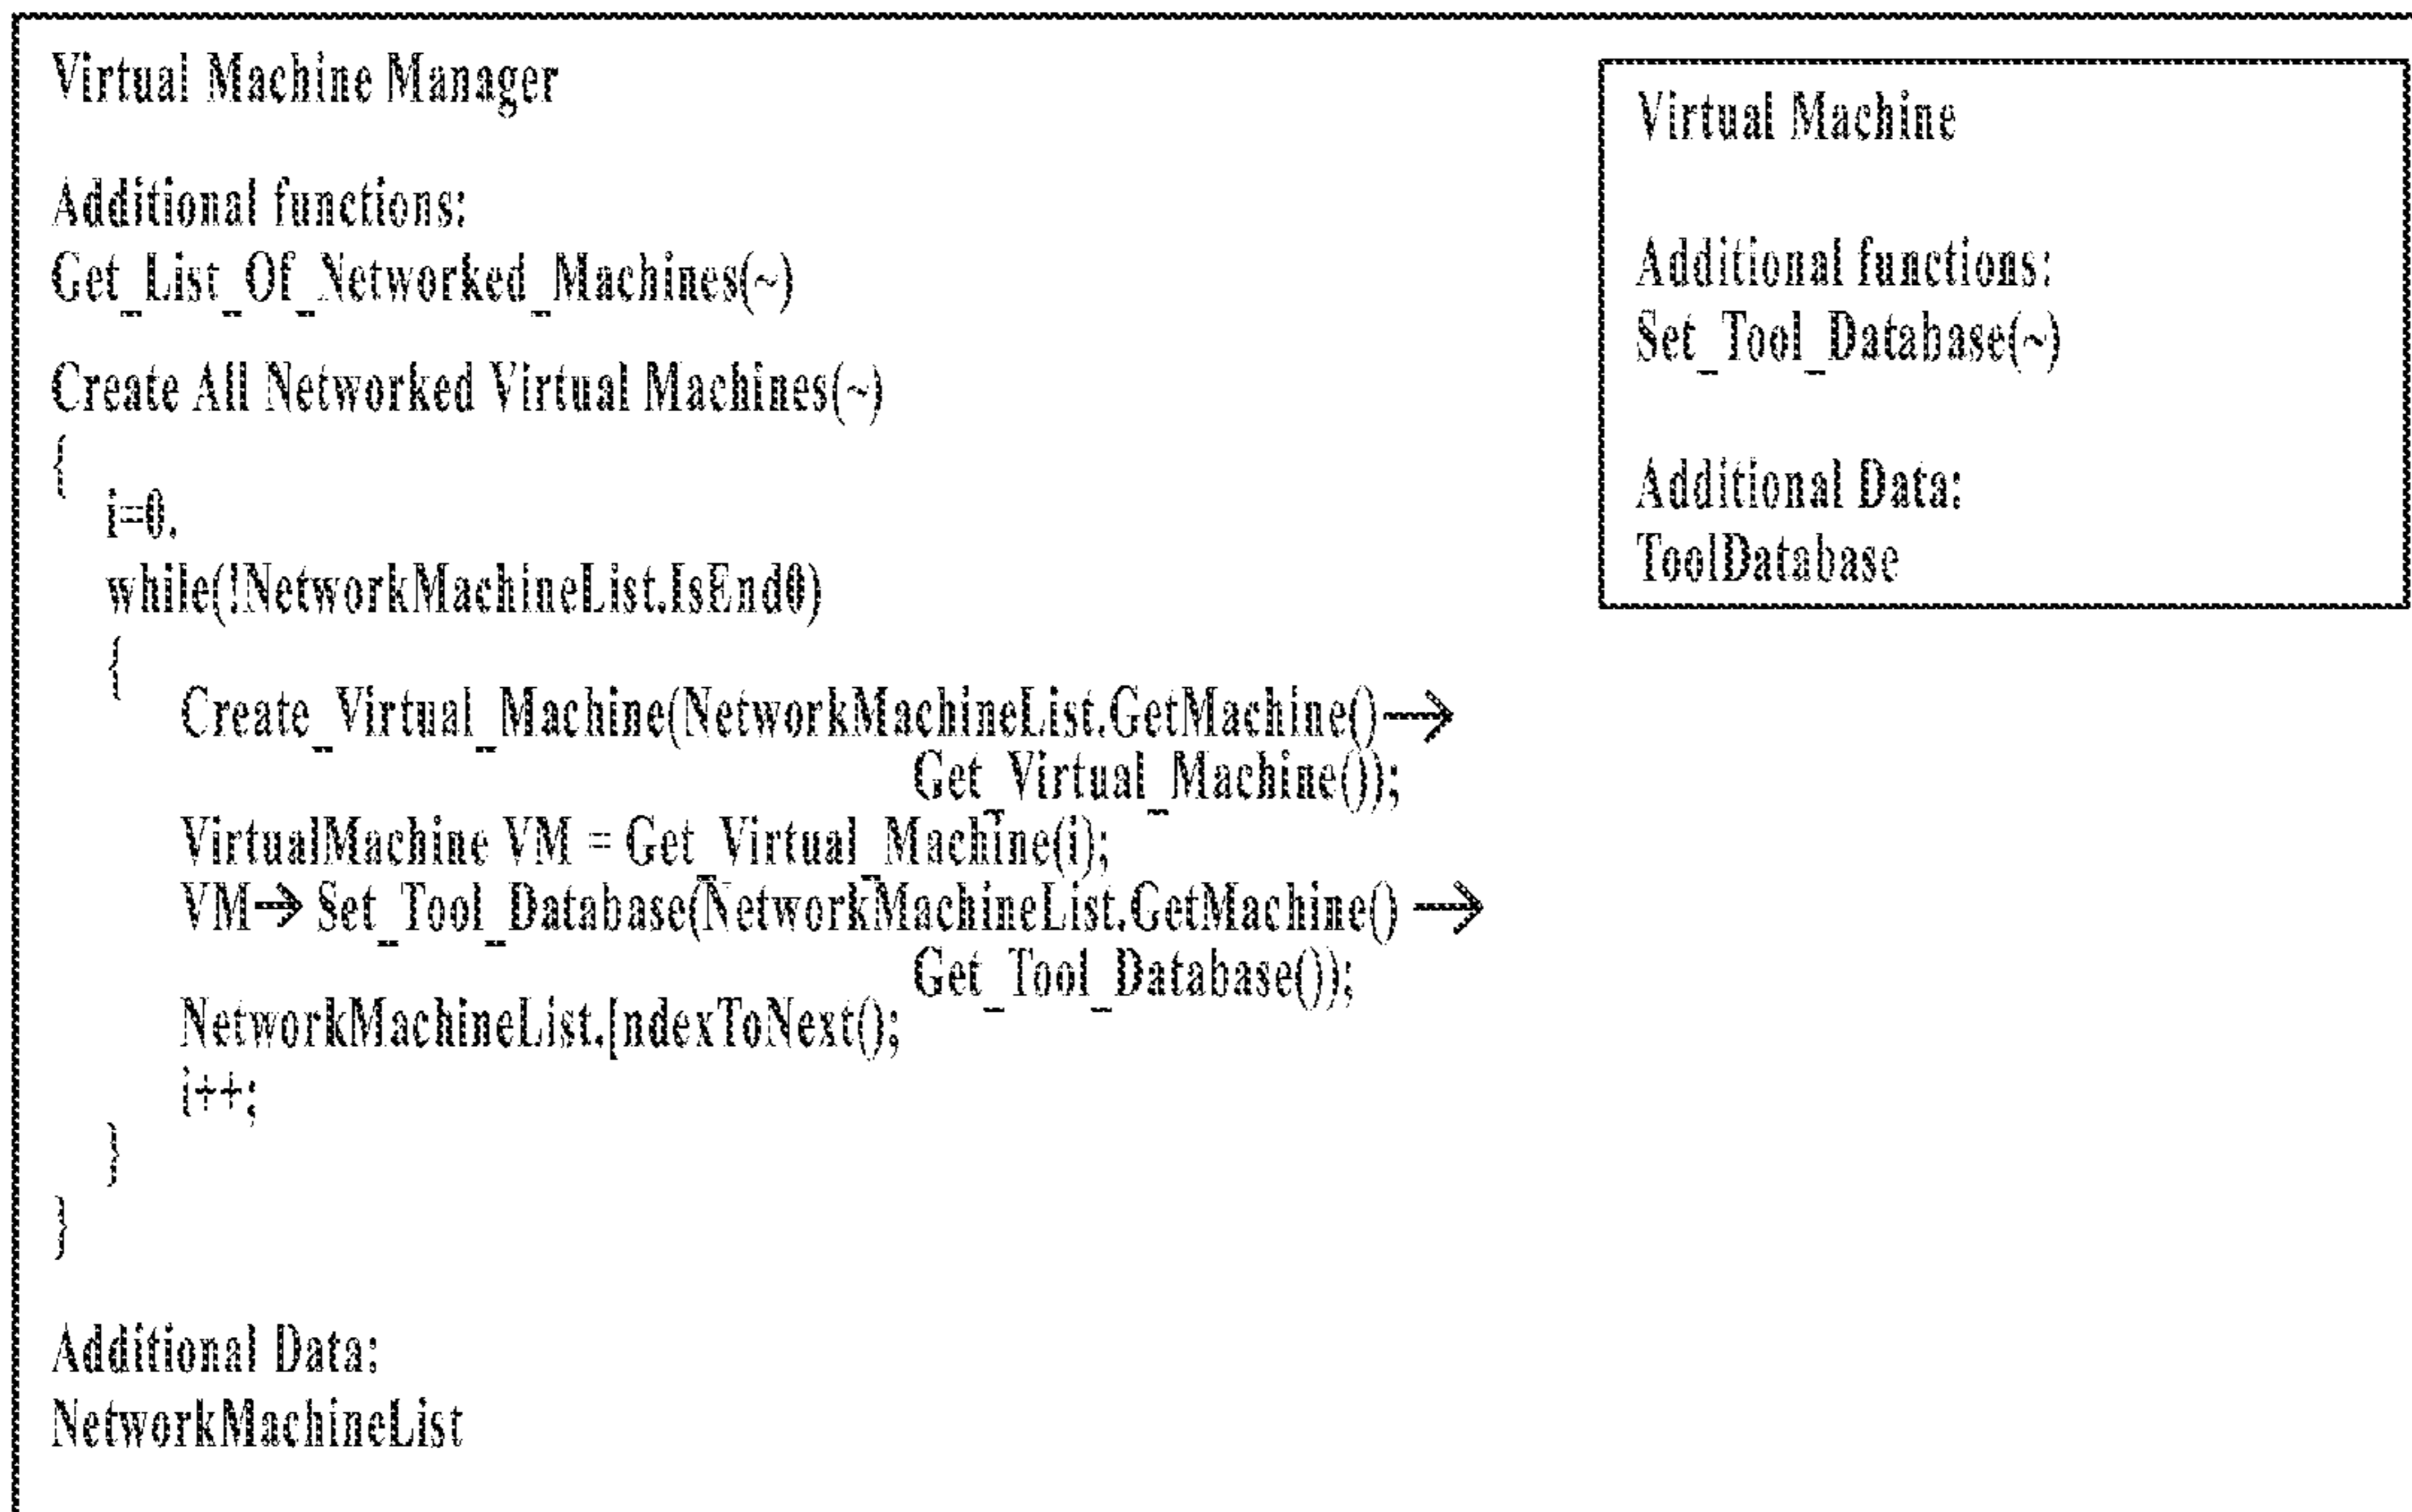 Virtual Machine Manager
Additional functions:
Get_List_Of_Networked_Machines(~)
Create All Networked Virtual Machines(~)
{
i=0.
while(!NetworkMachineList.IsEnd0)
{
Create_Virtual_Machine(NetworkMachineList.GetMachine()→
Get_Virtual_Machine());
VirtualMachine VM = Get_Virtual_Machine(i);
VM→ Set_Tool_Database(NetworkMachineList.GetMachine() →
Get_Tool_Database());
NetworkMachineList.[ndexToNext();
i++;
}
}
Additional Data:
NetworkMachineList
Virtual Machine
Additional functions:
Set_Tool_Database(~)
Additional Data:
ToolDatabase